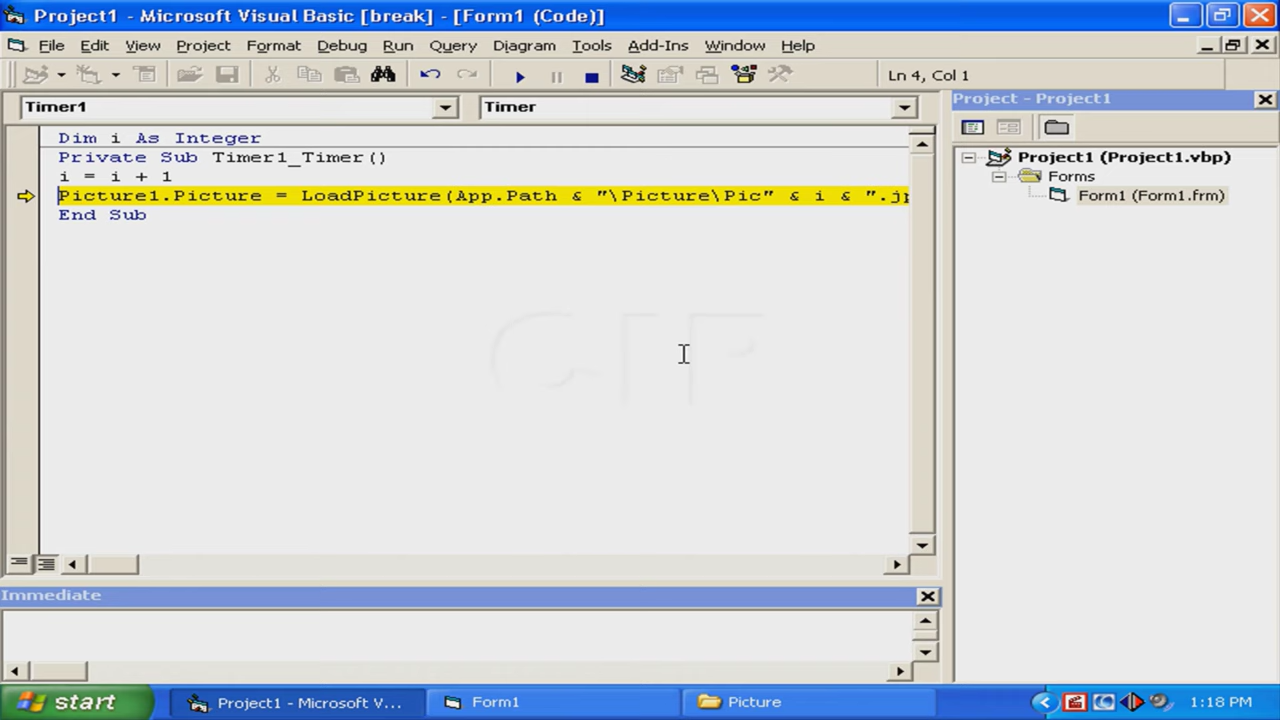 Project1 - Microsoft Visual Basic [break] - [Form1 (Code)]
File Edit View Project Format Debug Run Query Diagram Tools Add-Ins Window Help
Ln 4, Col 1
Timer1 Timer
Dim i As Integer
Private Sub Timer1_Timer()
i = i + 1
Picture1.Picture = LoadPicture(App.Path & "\Picture\Pic" & i & ".jp
End Sub
Project - Project1
Project1 (Project1.vbp)
Forms
Form1 (Form1.frm)
Immediate
start Project1 - Microsoft V... Form1 Picture 1:18 PM